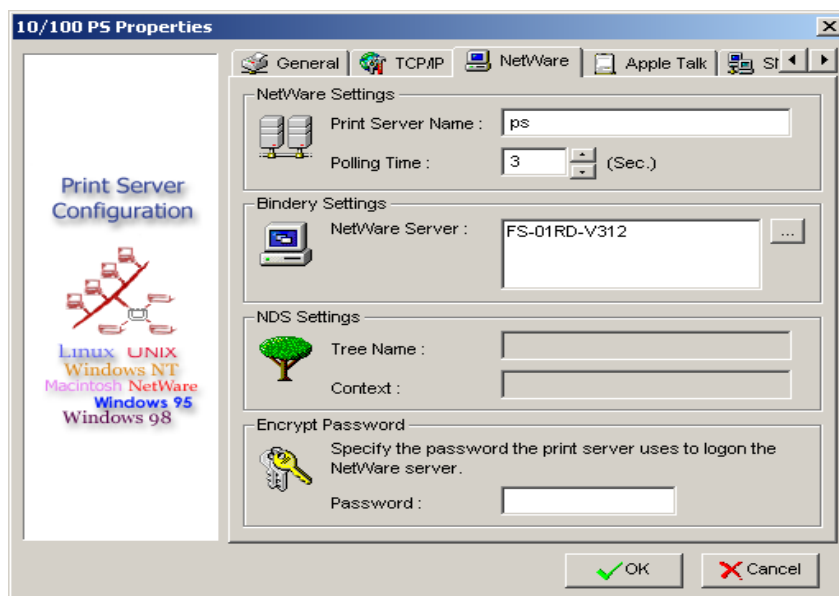 10/100 PS Properties
General
TCP/IP
NetWare
Apple Talk
Print Server
Configuration
Linux UNIX
Windows NT
Macintosh NetWare
Windows 95
Windows 98
NetWare Settings
Print Server Name : ps
Polling Time : 3 (Sec.)
Bindery Settings
NetWare Server : FS-01RD-V312 ...
NDS Settings
Tree Name :
Context :
Encrypt Password
Specify the password the print server uses to logon the
NetWare server.
Password :
OK
Cancel